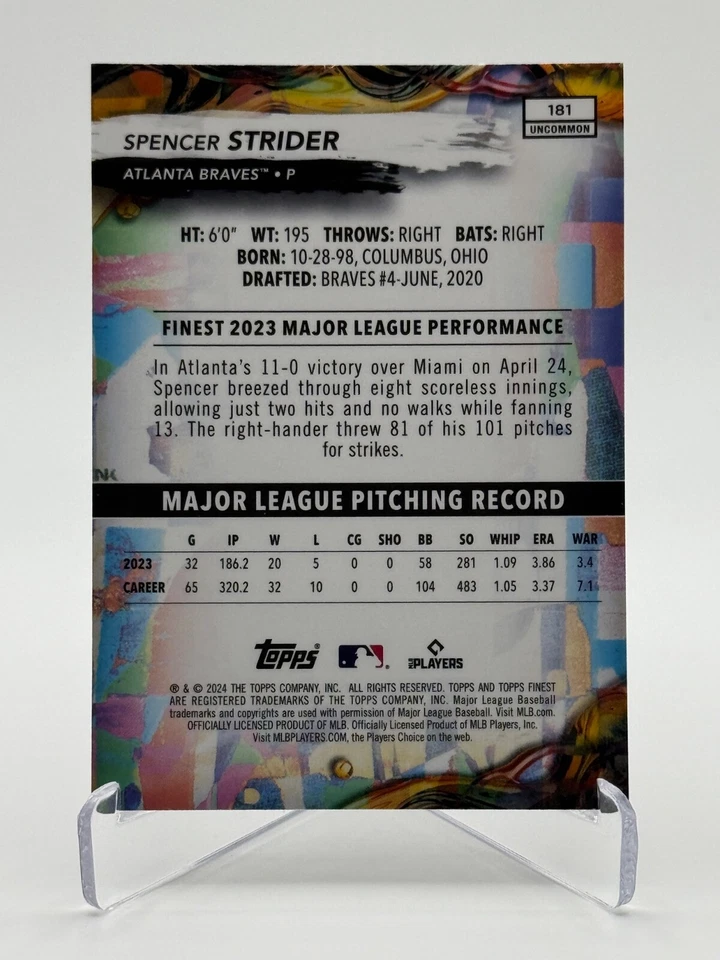 181
UNCOMMON
SPENCER STRIDER
ATLANTA BRAVES™ • P
HT: 6'0" WT: 195 THROWS: RIGHT BATS: RIGHT
BORN: 10-28-98, COLUMBUS, OHIO
DRAFTED: BRAVES #4-JUNE, 2020
FINEST 2023 MAJOR LEAGUE PERFORMANCE
In Atlanta's 11-0 victory over Miami on April 24,
Spencer breezed through eight scoreless innings,
allowing just two hits and no walks while fanning
13. The right-hander threw 81 of his 101 pitches
for strikes.
NK
MAJOR LEAGUE PITCHING RECORD
G IP W L CG SHO BB SO WHIP ERA WAR
2023 32 186.2 20 5 0 0 58 281 1.09 3.86 3.4
CAREER 65 320.2 32 10 0 0 104 483 1.05 3.37 7.1
Topps® ® MLB PLAYERS
® & © 2024 THE TOPPS COMPANY, INC. ALL RIGHTS RESERVED. TOPPS AND TOPPS FINEST
ARE REGISTERED TRADEMARKS OF THE TOPPS COMPANY, INC. Major League Baseball
trademarks and copyrights are used with permission of Major League Baseball. Visit MLB.com.
OFFICIALLY LICENSED PRODUCT OF MLB. Officially Licensed Product of MLB Players, Inc.
Visit MLBPLAYERS.COM, the Players Choice on the web.